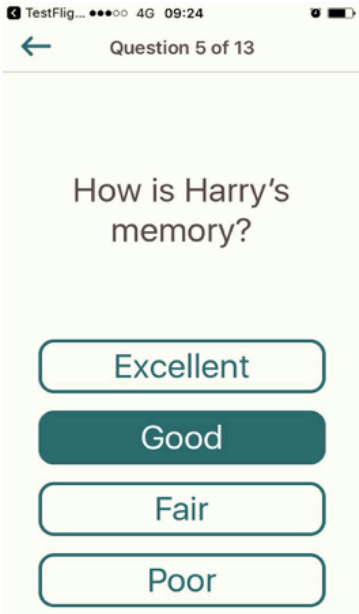 TestFlig... 4G 09:24
Question 5 of 13
How is Harry's
memory?
Excellent
Good
Fair
Poor